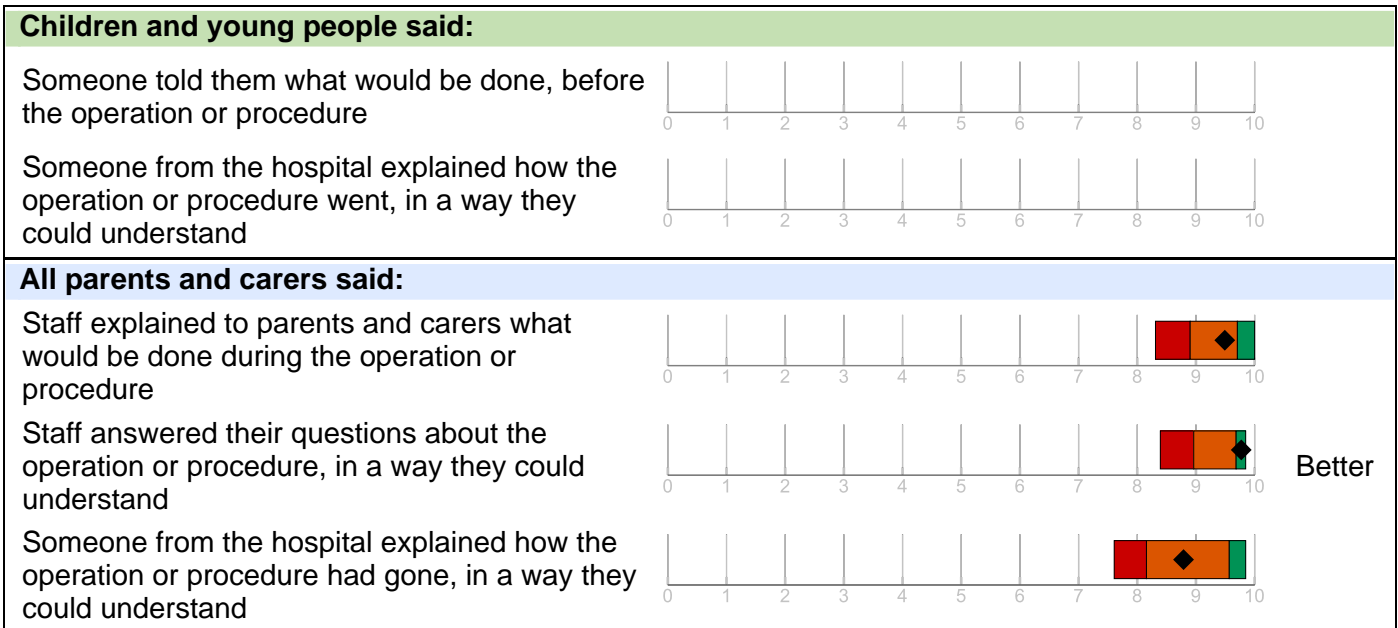 Children and young people said:
Someone told them what would be done, before
the operation or procedure
0 1 2 3 4 5 6 7 8 9 10
Someone from the hospital explained how the
operation or procedure went, in a way they
could understand
0 1 2 3 4 5 6 7 8 9 10
All parents and carers said:
Staff explained to parents and carers what
would be done during the operation or
procedure
0 1 2 3 4 5 6 7 8 9 10
Staff answered their questions about the
operation or procedure, in a way they could
understand
0 1 2 3 4 5 6 7 8 9 10
Better
Someone from the hospital explained how the
operation or procedure had gone, in a way they
could understand
0 1 2 3 4 5 6 7 8 9 10